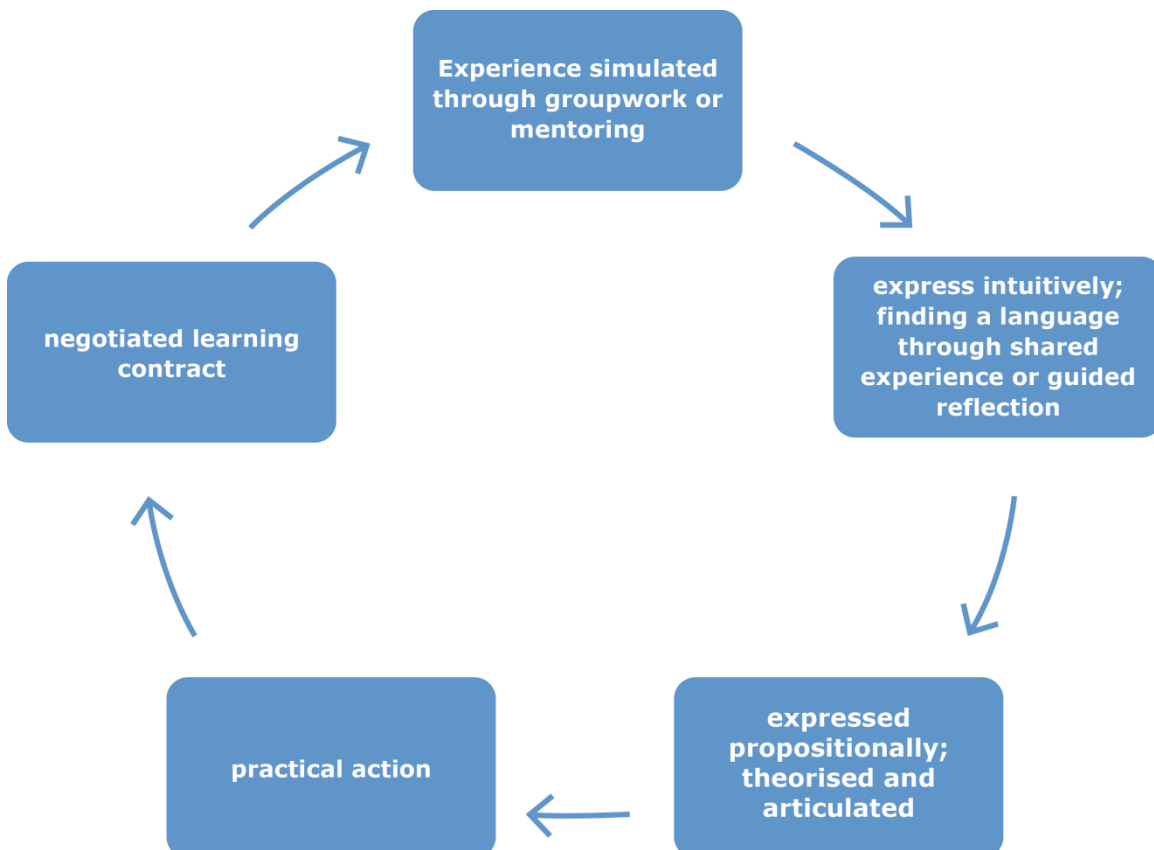 Experience simulated
through groupwork or
mentoring
express intuitively;
finding a language
through shared
experience or guided
reflection
expressed
propositionally;
theorised and
articulated
practical action
negotiated learning
contract